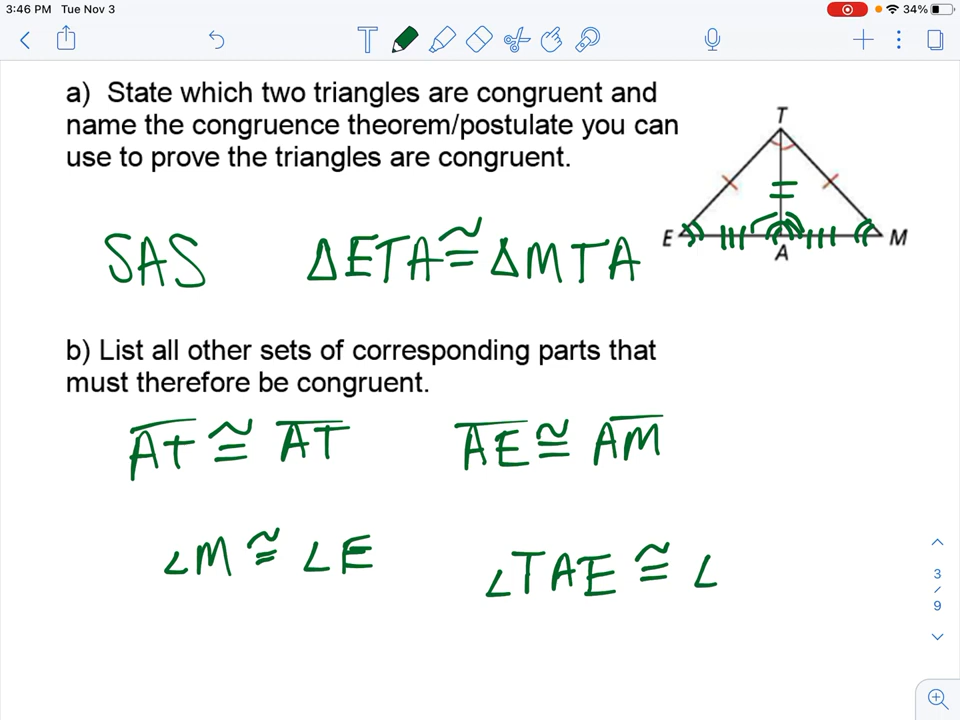 3:46 PM Tue Nov 3
34%
a) State which two triangles are congruent and
name the congruence theorem/postulate you can
use to prove the triangles are congruent.
T
E
A
M
SAS ΔETA≅ΔMTA
b) List all other sets of corresponding parts that
must therefore be congruent.
AT ≅ AT AE ≅ AM
∠M ≅ ∠E ∠TAE ≅ ∠
3
/
9